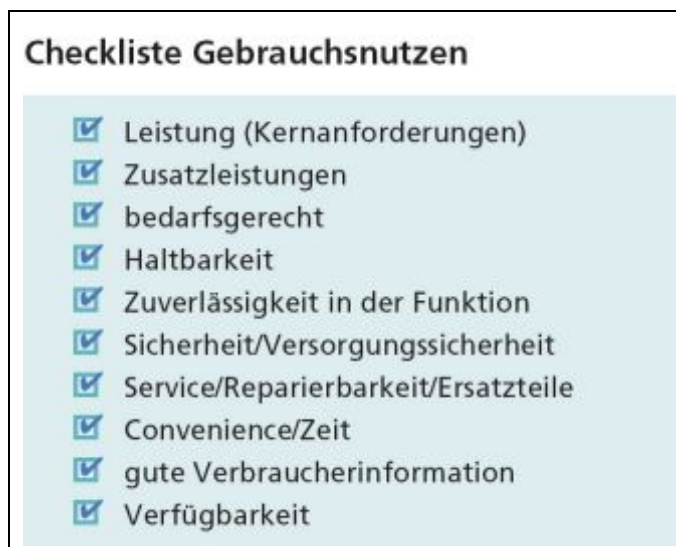 Checkliste Gebrauchsnutzen
Leistung (Kernanforderungen)
Zusatzleistungen
bedarfsgerecht
Haltbarkeit
Zuverlässigkeit in der Funktion
Sicherheit/Versorgungssicherheit
Service/Reparierbarkeit/Ersatzteile
Convenience/Zeit
gute Verbraucherinformation
Verfügbarkeit